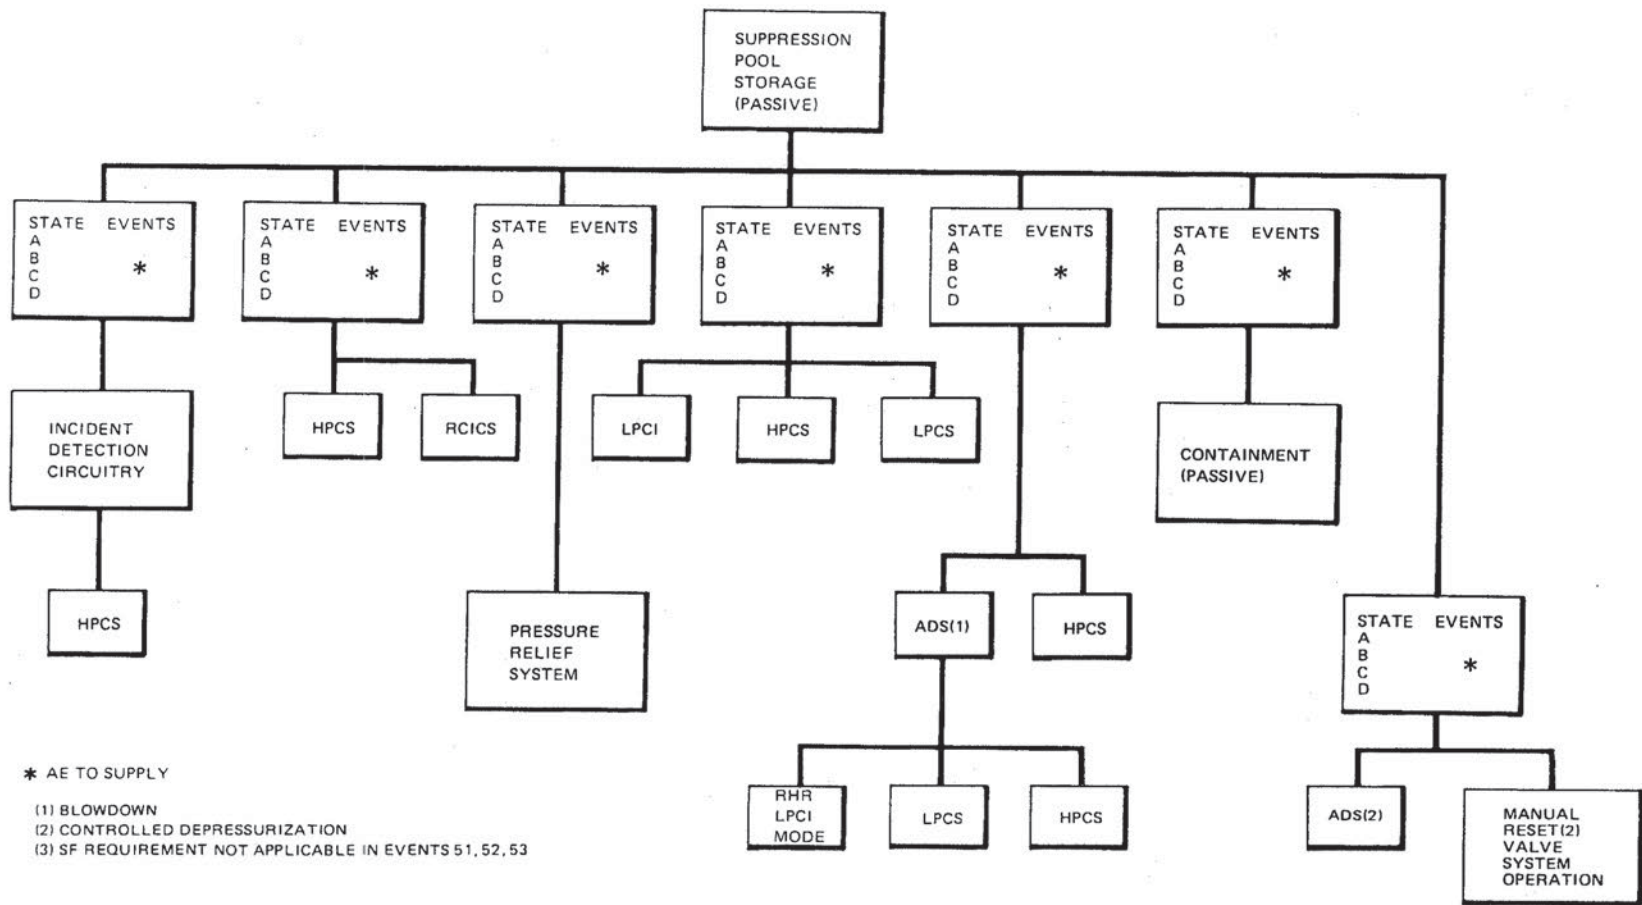 SUPPRESSION
POOL
STORAGE
(PASSIVE)
STATE EVENTS
A
B
C
D
*
STATE EVENTS
A
B
C
D
*
STATE EVENTS
A
B
C
D
*
STATE EVENTS
A
B
C
D
*
STATE EVENTS
A
B
C
D
*
STATE EVENTS
A
B
C
D
*
INCIDENT
DETECTION
CIRCUITRY
HPCS
RCICS
LPCI
HPCS
LPCS
CONTAINMENT
(PASSIVE)
HPCS
PRESSURE
RELIEF
SYSTEM
ADS(1)
HPCS
STATE EVENTS
A
B
C
D
*
RHR
LPCI
MODE
LPCS
HPCS
ADS(2)
MANUAL
RESET(2)
VALVE
SYSTEM
OPERATION
* AE TO SUPPLY
(1) BLOWDOWN
(2) CONTROLLED DEPRESSURIZATION
(3) SF REQUIREMENT NOT APPLICABLE IN EVENTS 51, 52, 53